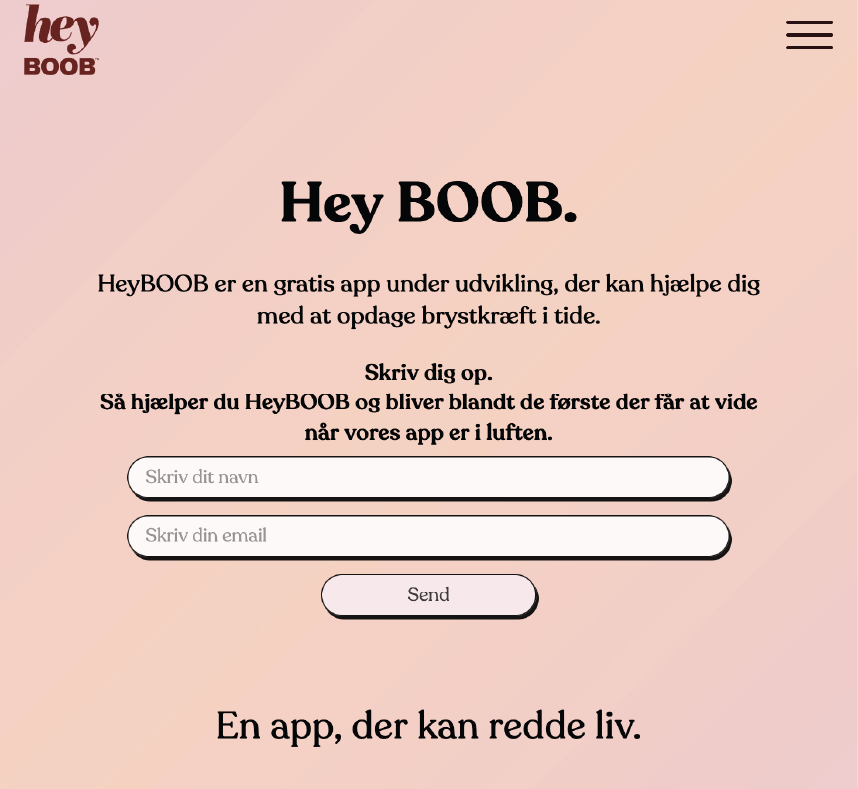 hey
BOOB™
Hey BOOB.
HeyBOOB er en gratis app under udvikling, der kan hjælpe dig
med at opdage brystkræft i tide.
Skriv dig op.
Så hjælper du HeyBOOB og bliver blandt de første der får at vide
når vores app er i luften.
Skriv dit navn
Skriv din email
Send
En app, der kan redde liv.